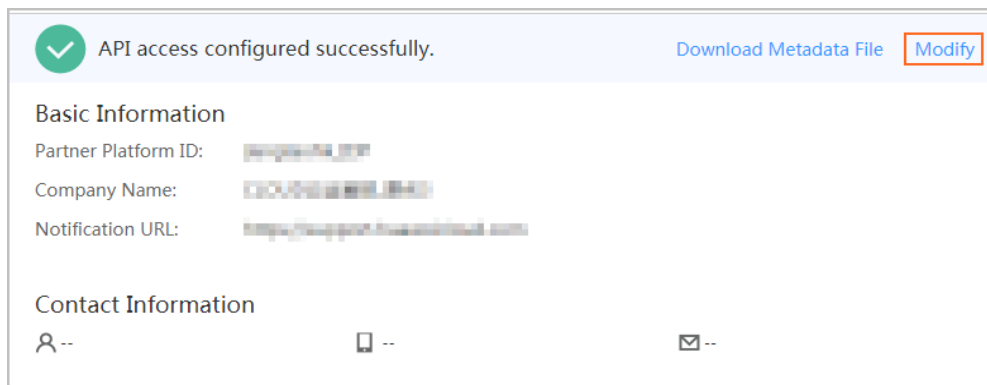 API access configured successfully. Download Metadata File Modify
Basic Information
Partner Platform ID:
Company Name:
Notification URL:
Contact Information
-- -- --